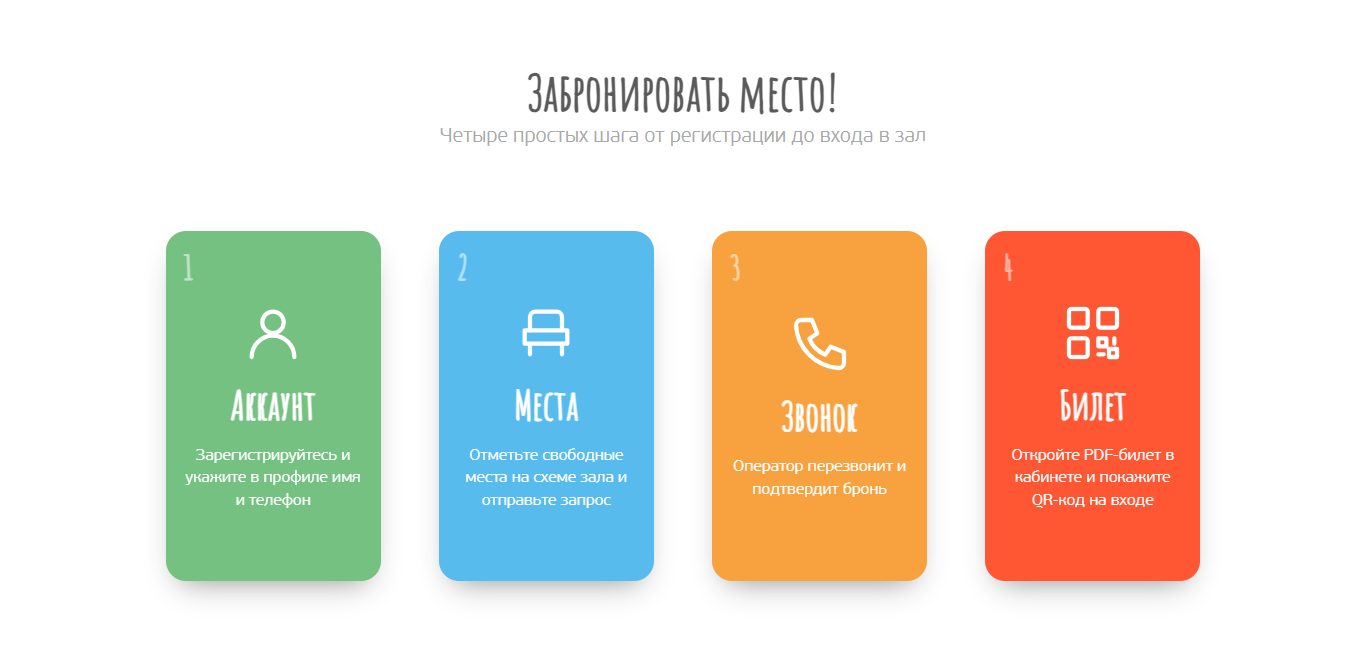 Забронировать место!
Четыре простых шага от регистрации до входа в зал
1
Аккаунт
Зарегистрируйтесь и
укажите в профиле имя
и телефон
2
Места
Отметьте свободные
места на схеме зала и
отправьте запрос
3
Звонок
Оператор перезвонит и
подтвердит бронь
4
Билет
Откройте PDF-билет в
кабинете и покажите
QR-код на входе